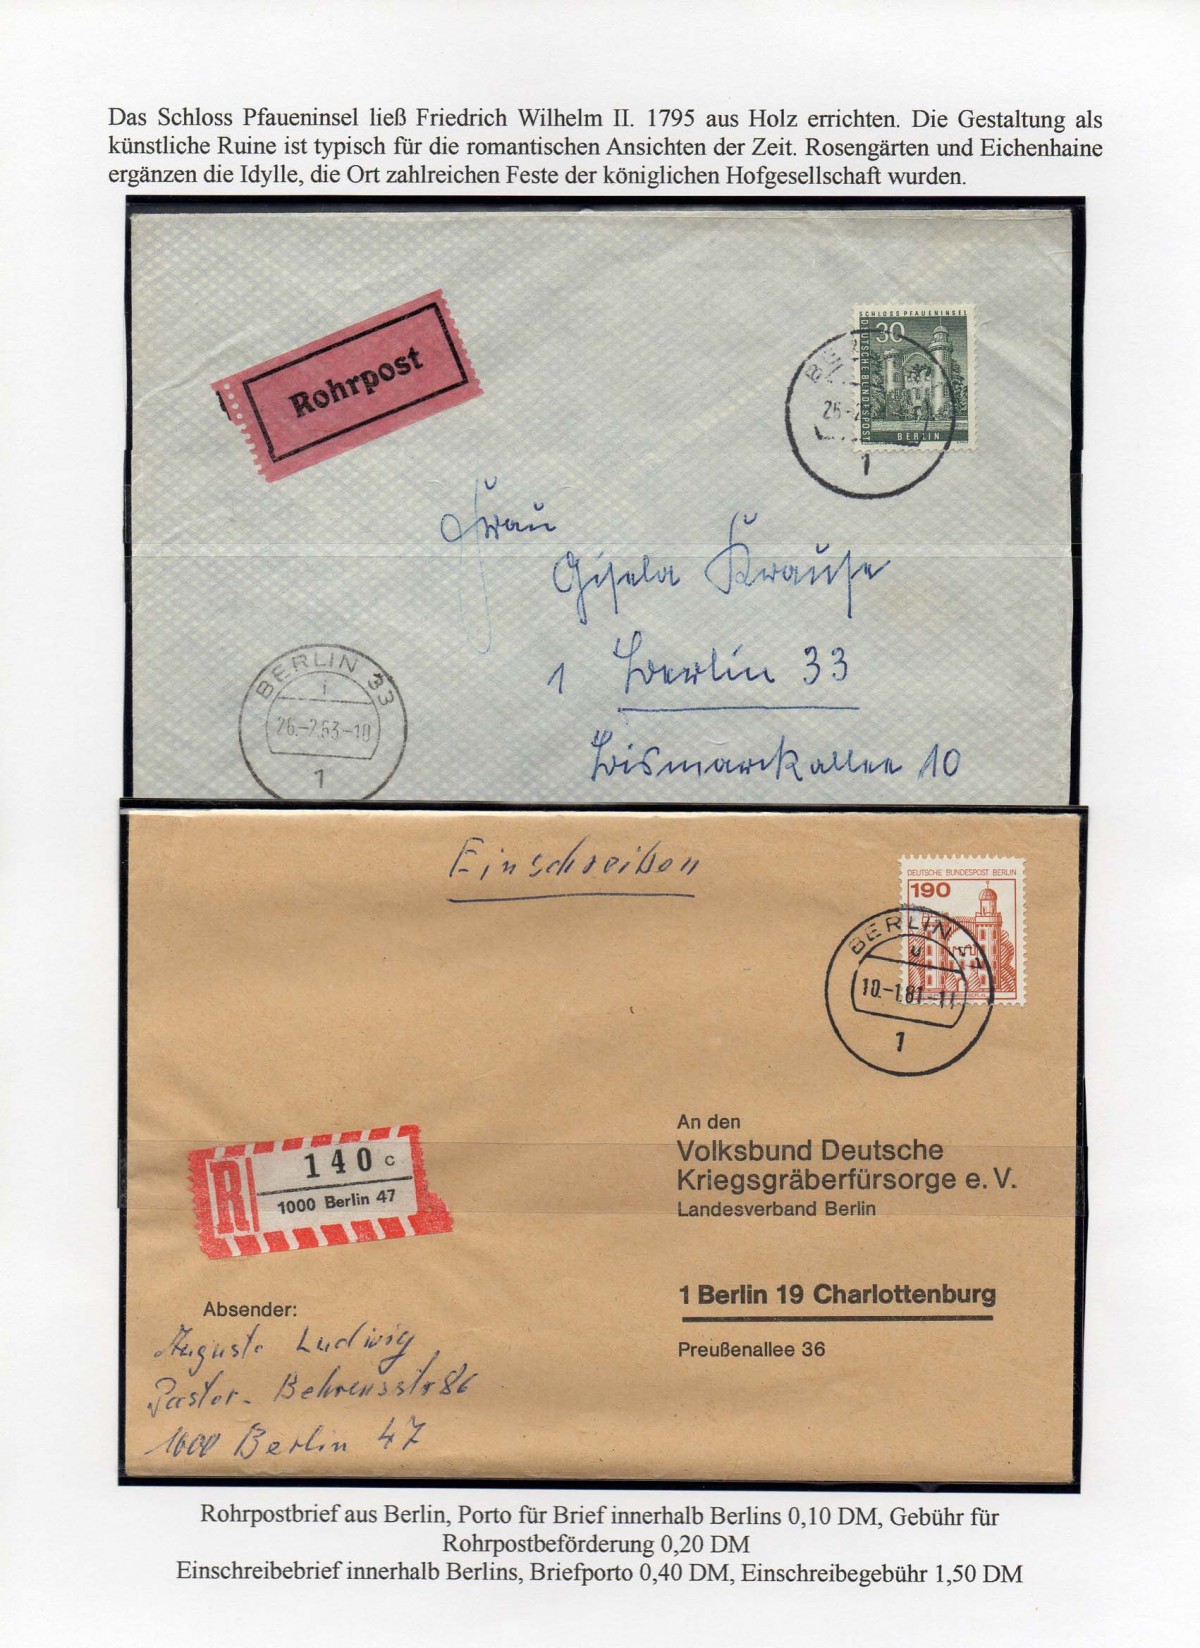 Das Schloss Pfaueninsel ließ Friedrich Wilhelm II. 1795 aus Holz errichten. Die Gestaltung als
künstliche Ruine ist typisch für die romantischen Ansichten der Zeit. Rosengärten und Eichenhaine
ergänzen die Idylle, die Ort zahlreichen Feste der königlichen Hofgesellschaft wurden.
Rohrpost
SCHLOSS PFAUENINSEL
30
DEUTSCHE BUNDESPOST
BERLIN
1
Frau
Gisela Krause
1 Berlin 33
Bismarckallee 10
BERLIN 33
i
26.-2.63-10
1
Einschreiben
DEUTSCHE BUNDESPOST BERLIN
190
BERLIN
u
10.-1.81-11
1
R
140 c
1000 Berlin 47
An den
Volksbund Deutsche
Kriegsgräberfürsorge e. V.
Landesverband Berlin
1 Berlin 19 Charlottenburg
Preußenallee 36
Absender:
Auguste Ludwig
Pastor-Behrensstr 86
1000 Berlin 47
Rohrpostbrief aus Berlin, Porto für Brief innerhalb Berlins 0,10 DM, Gebühr für
Rohrpostbeförderung 0,20 DM
Einschreibebrief innerhalb Berlins, Briefporto 0,40 DM, Einschreibegebühr 1,50 DM